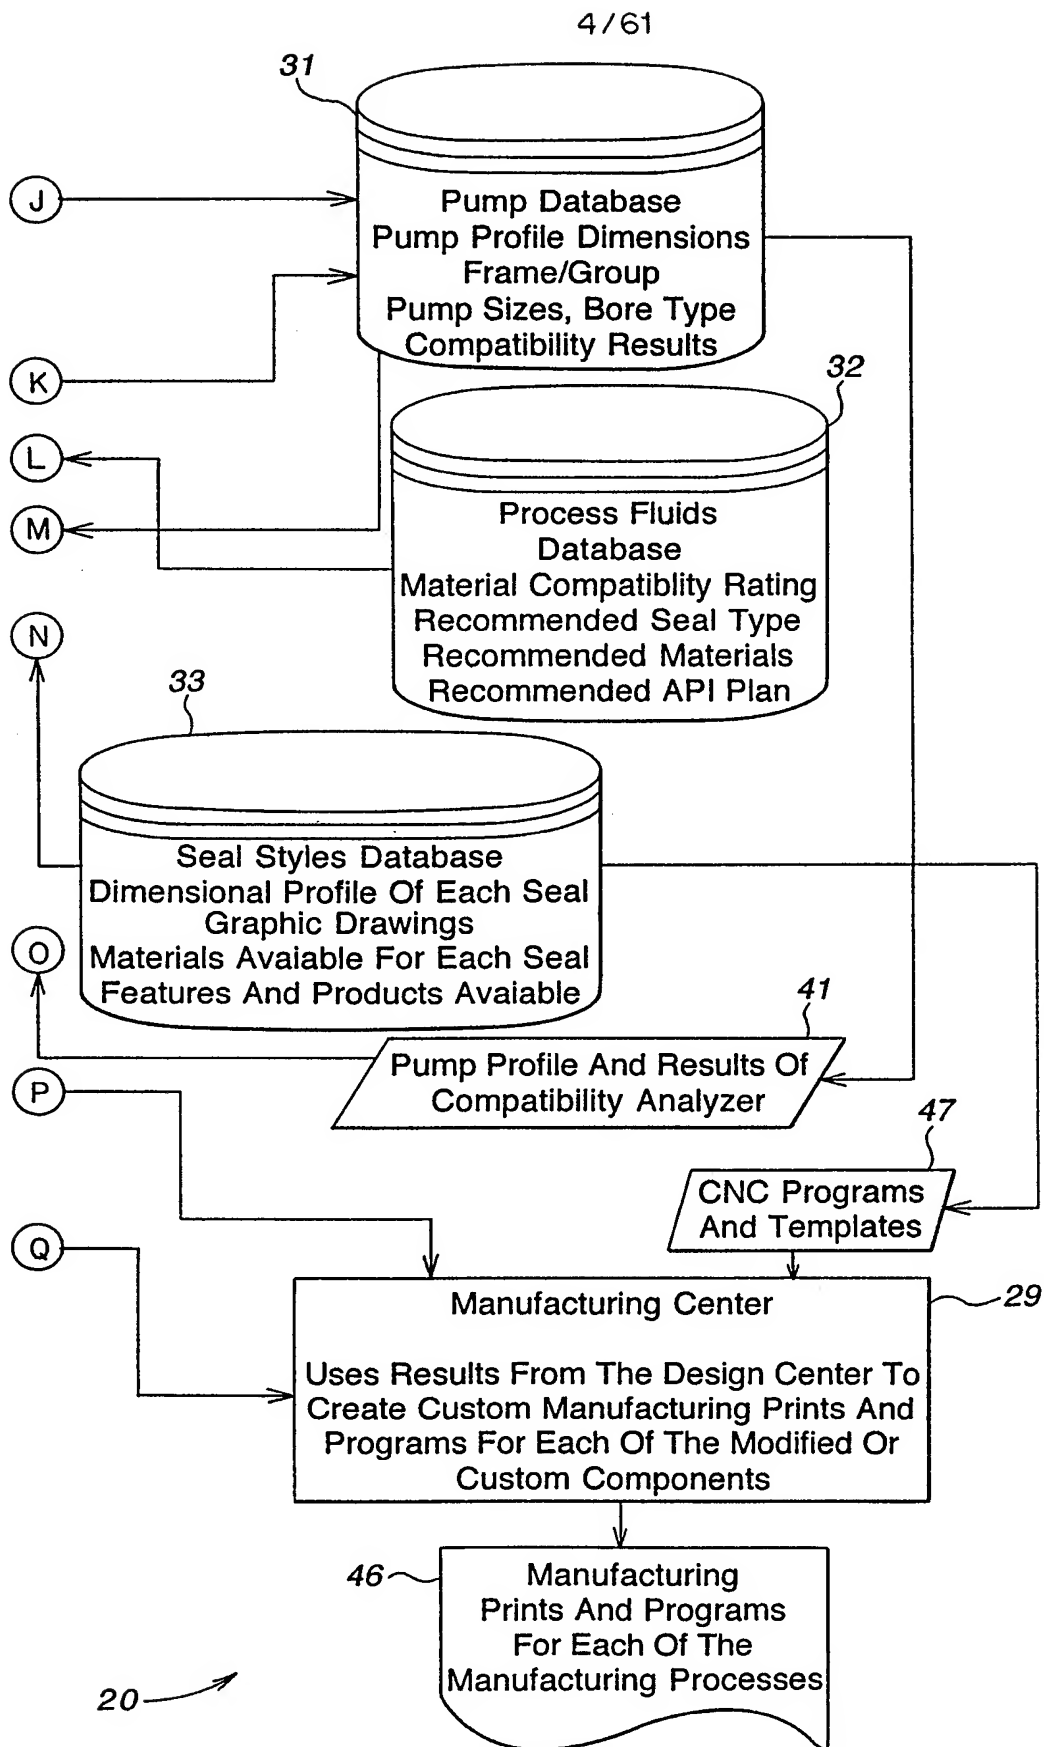 4/61
31
J
Pump Database
Pump Profile Dimensions
Frame/Group
Pump Sizes, Bore Type
Compatibility Results
K
32
L
M
Process Fluids
Database
Material Compatiblity Rating
Recommended Seal Type
Recommended Materials
Recommended API Plan
N
33
Seal Styles Database
Dimensional Profile Of Each Seal
Graphic Drawings
Materials Avaiable For Each Seal
Features And Products Avaiable
O
41
Pump Profile And Results Of
Compatibility Analyzer
P
47
CNC Programs
And Templates
Q
Manufacturing Center
29
Uses Results From The Design Center To
Create Custom Manufacturing Prints And
Programs For Each Of The Modified Or
Custom Components
46
Manufacturing
Prints And Programs
For Each Of The
Manufacturing Processes
20